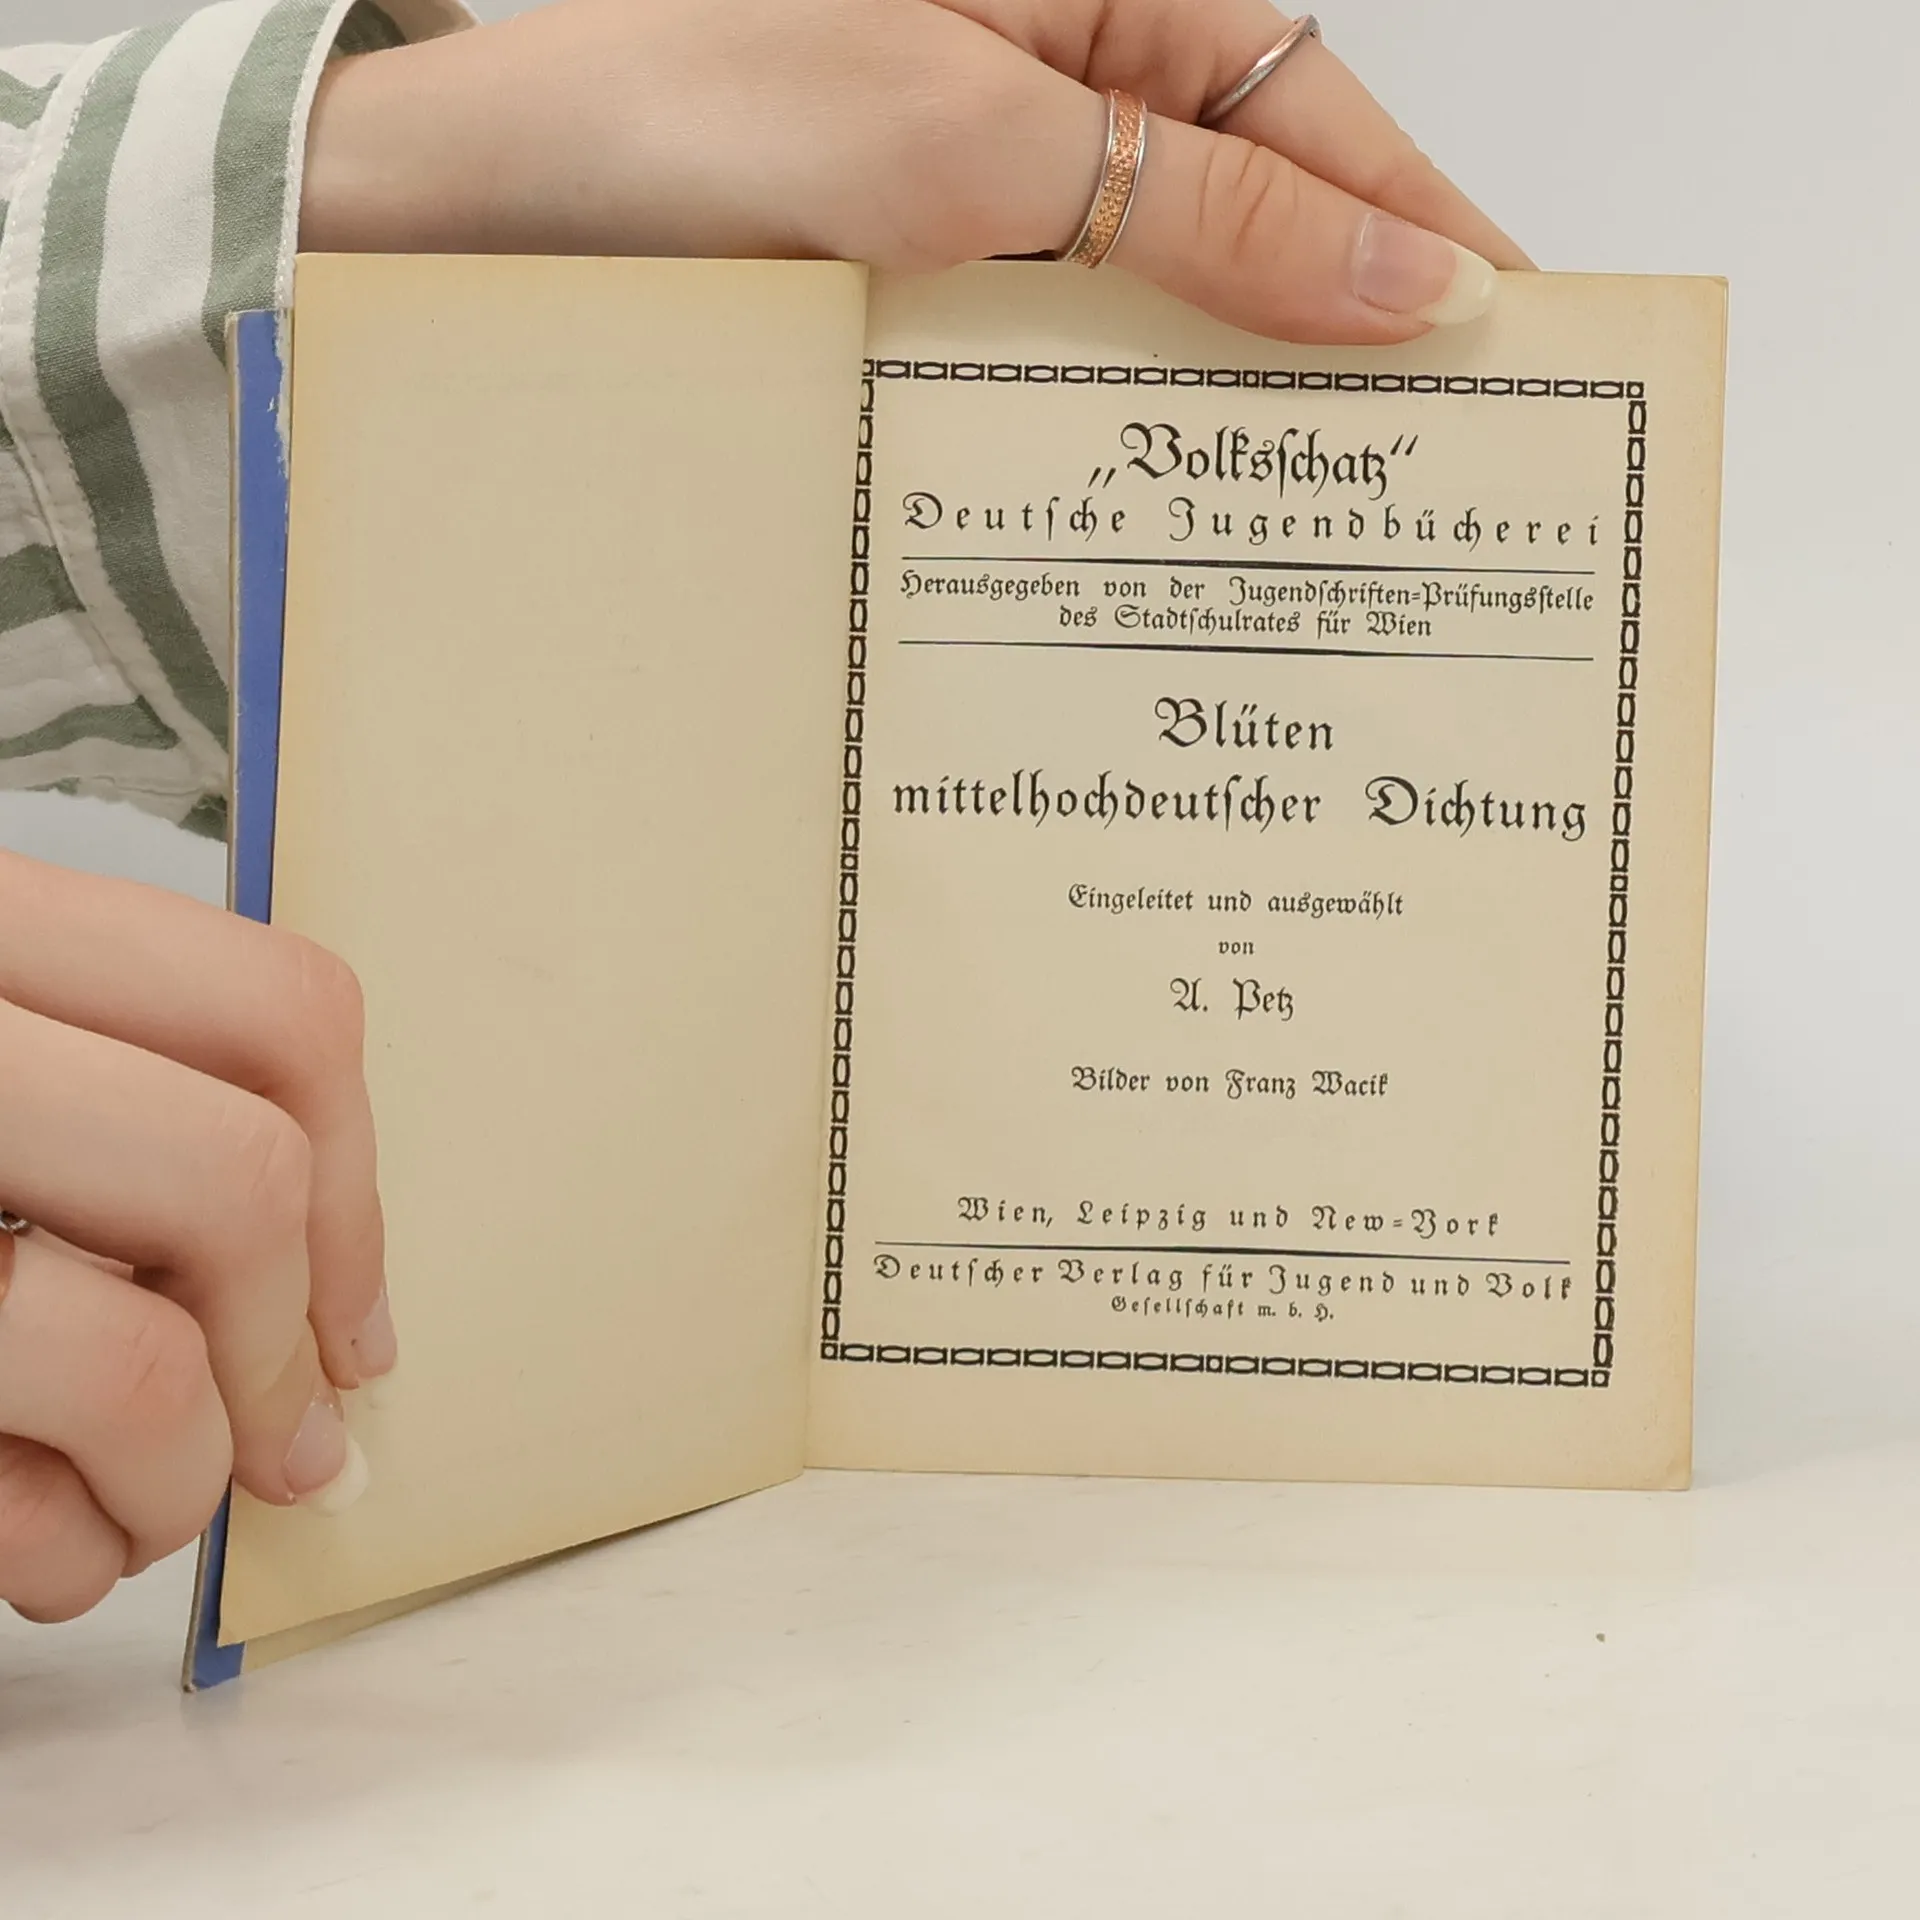 „Volksſchatz“
Deutſche Jugendbücherei
Herausgegeben von der Jugendſchriften=Prüfungsſtelle
des Stadtſchulrates für Wien
Blüten
mittelhochdeutſcher Dichtung
Eingeleitet und ausgewählt
von
A. Petz
Bilder von Franz Wacik
Wien, Leipzig und New=York
Deutſcher Verlag für Jugend und Volk
Geſellſchaft m. b. H.